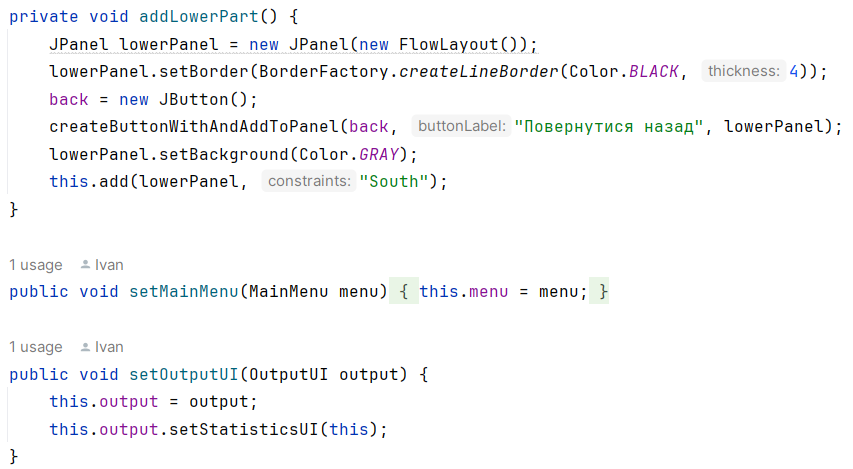 private void addLowerPart() {
JPanel lowerPanel = new JPanel(new FlowLayout());
lowerPanel.setBorder(BorderFactory.createLineBorder(Color.BLACK, thickness: 4));
back = new JButton();
createButtonWithAndAddToPanel(back, buttonLabel: "Повернутися назад", lowerPanel);
lowerPanel.setBackground(Color.GRAY);
this.add(lowerPanel, constraints: "South");
}
1 usage Ivan
public void setMainMenu(MainMenu menu) { this.menu = menu; }
1 usage Ivan
public void setOutputUI(OutputUI output) {
this.output = output;
this.output.setStatisticsUI(this);
}